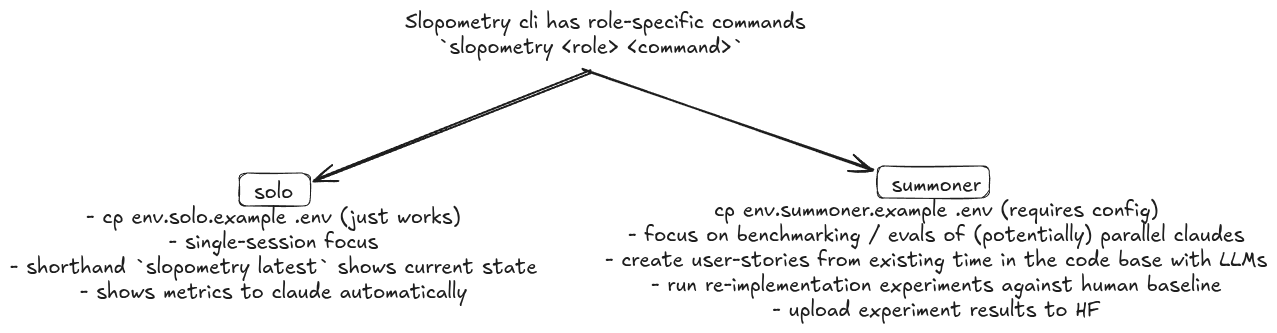 Slopometry cli has role-specific commands
`slopometry <role> <command>`
solo
- cp env.solo.example .env (just works)
- single-session focus
- shorthand `slopometry latest` shows current state
- shows metrics to claude automatically
summoner
cp env.summoner.example .env (requires config)
- focus on benchmarking / evals of (potentially) parallel claudes
- create user-stories from existing time in the code base with LLMs
- run re-implementation experiments against human baseline
- upload experiment results to HF